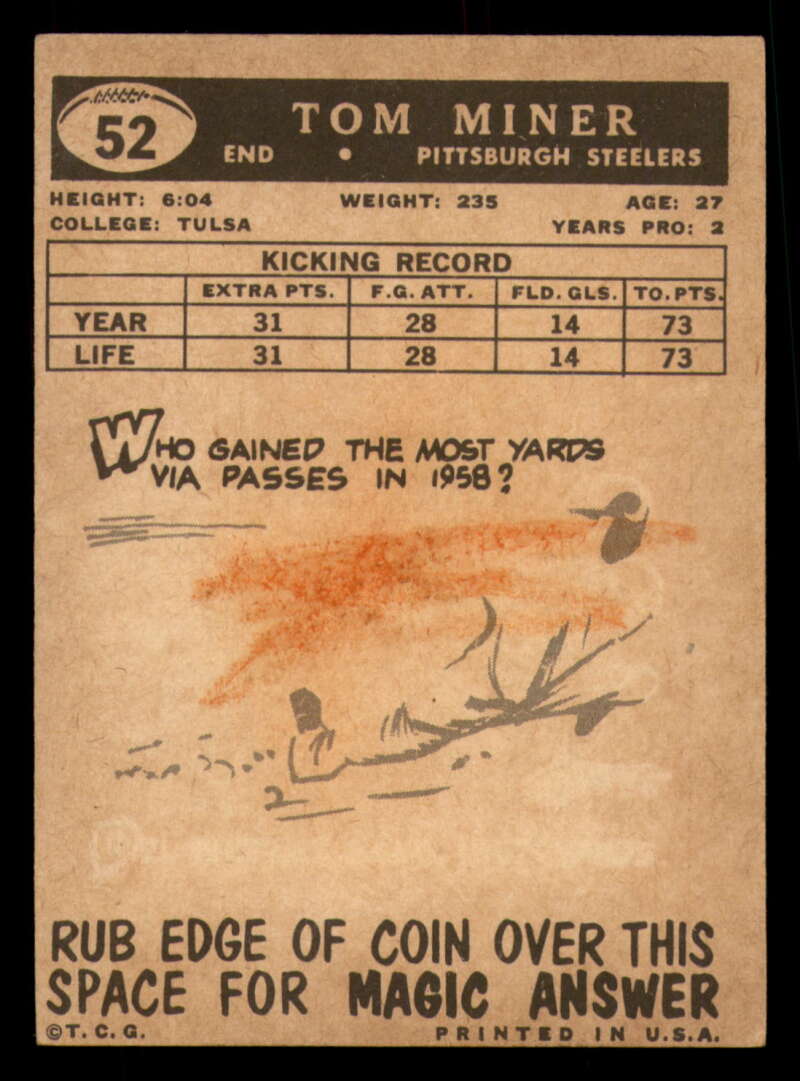 52
TOM MINER
END • PITTSBURGH STEELERS
HEIGHT: 6:04 WEIGHT: 235 AGE: 27
COLLEGE: TULSA YEARS PRO: 2
KICKING RECORD
EXTRA PTS. F.G. ATT. FLD. GLS. TO. PTS.
YEAR 31 28 14 73
LIFE 31 28 14 73
WHO GAINED THE MOST YARDS
VIA PASSES IN 1958?
RUB EDGE OF COIN OVER THIS
SPACE FOR MAGIC ANSWER
©T. C. G. PRINTED IN U.S.A.